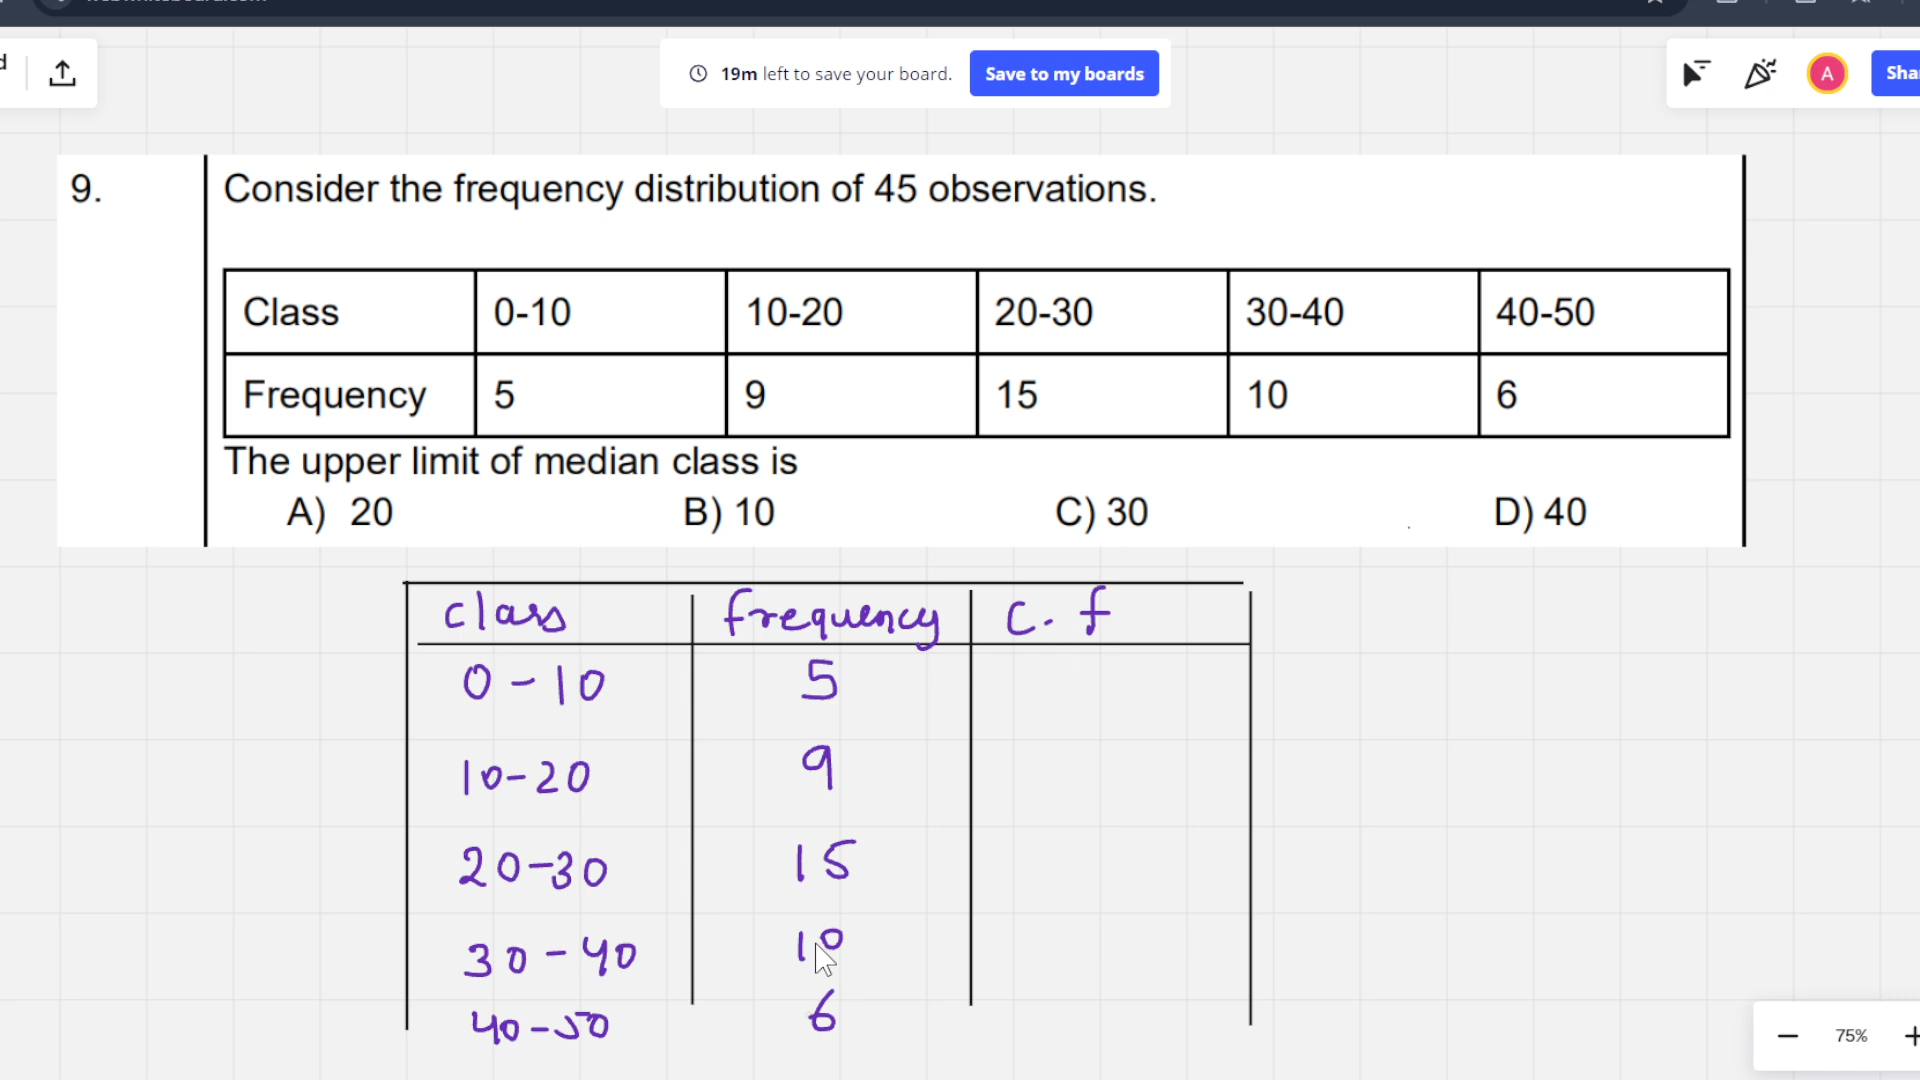 d
19m left to save your board.
Save to my boards
A
9.
Consider the frequency distribution of 45 observations.
Class 0-10 10-20 20-30 30-40 40-50
Frequency 5 9 15 10 6
The upper limit of median class is
A) 20 B) 10 C) 30 D) 40
class frequency c.f
0-10 5
10-20 9
20-30 15
30-40 10
40-50 6
75%